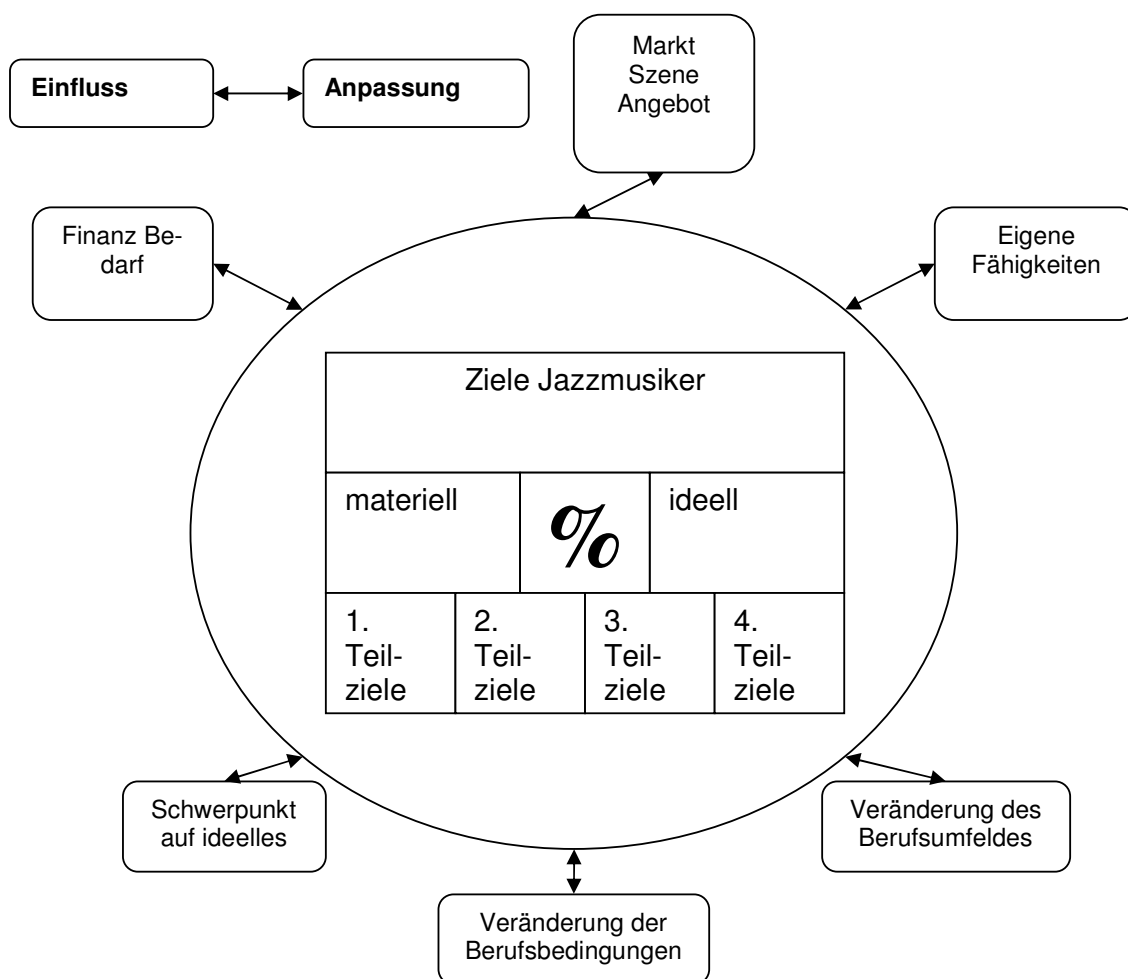 Markt
Szene
Angebot
Einfluss
Anpassung
Finanz Be-
darf
Eigene
Fähigkeiten
Ziele Jazzmusiker
materiell
%
ideell
1.
Teil-
ziele
2.
Teil-
ziele
3.
Teil-
ziele
4.
Teil-
ziele
Schwerpunkt
auf ideelles
Veränderung des
Berufsumfeldes
Veränderung der
Berufsbedingungen